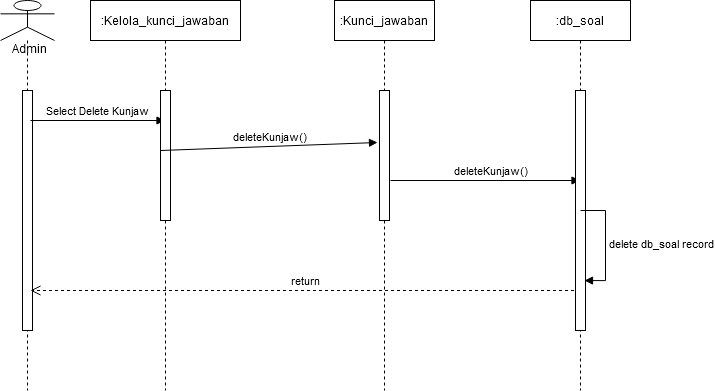 :Kelola_kunci_jawaban
:Kunci_jawaban
:db_soal
Admin
Select Delete Kunjaw
deleteKunjaw()
deleteKunjaw()
delete db_soal record
return